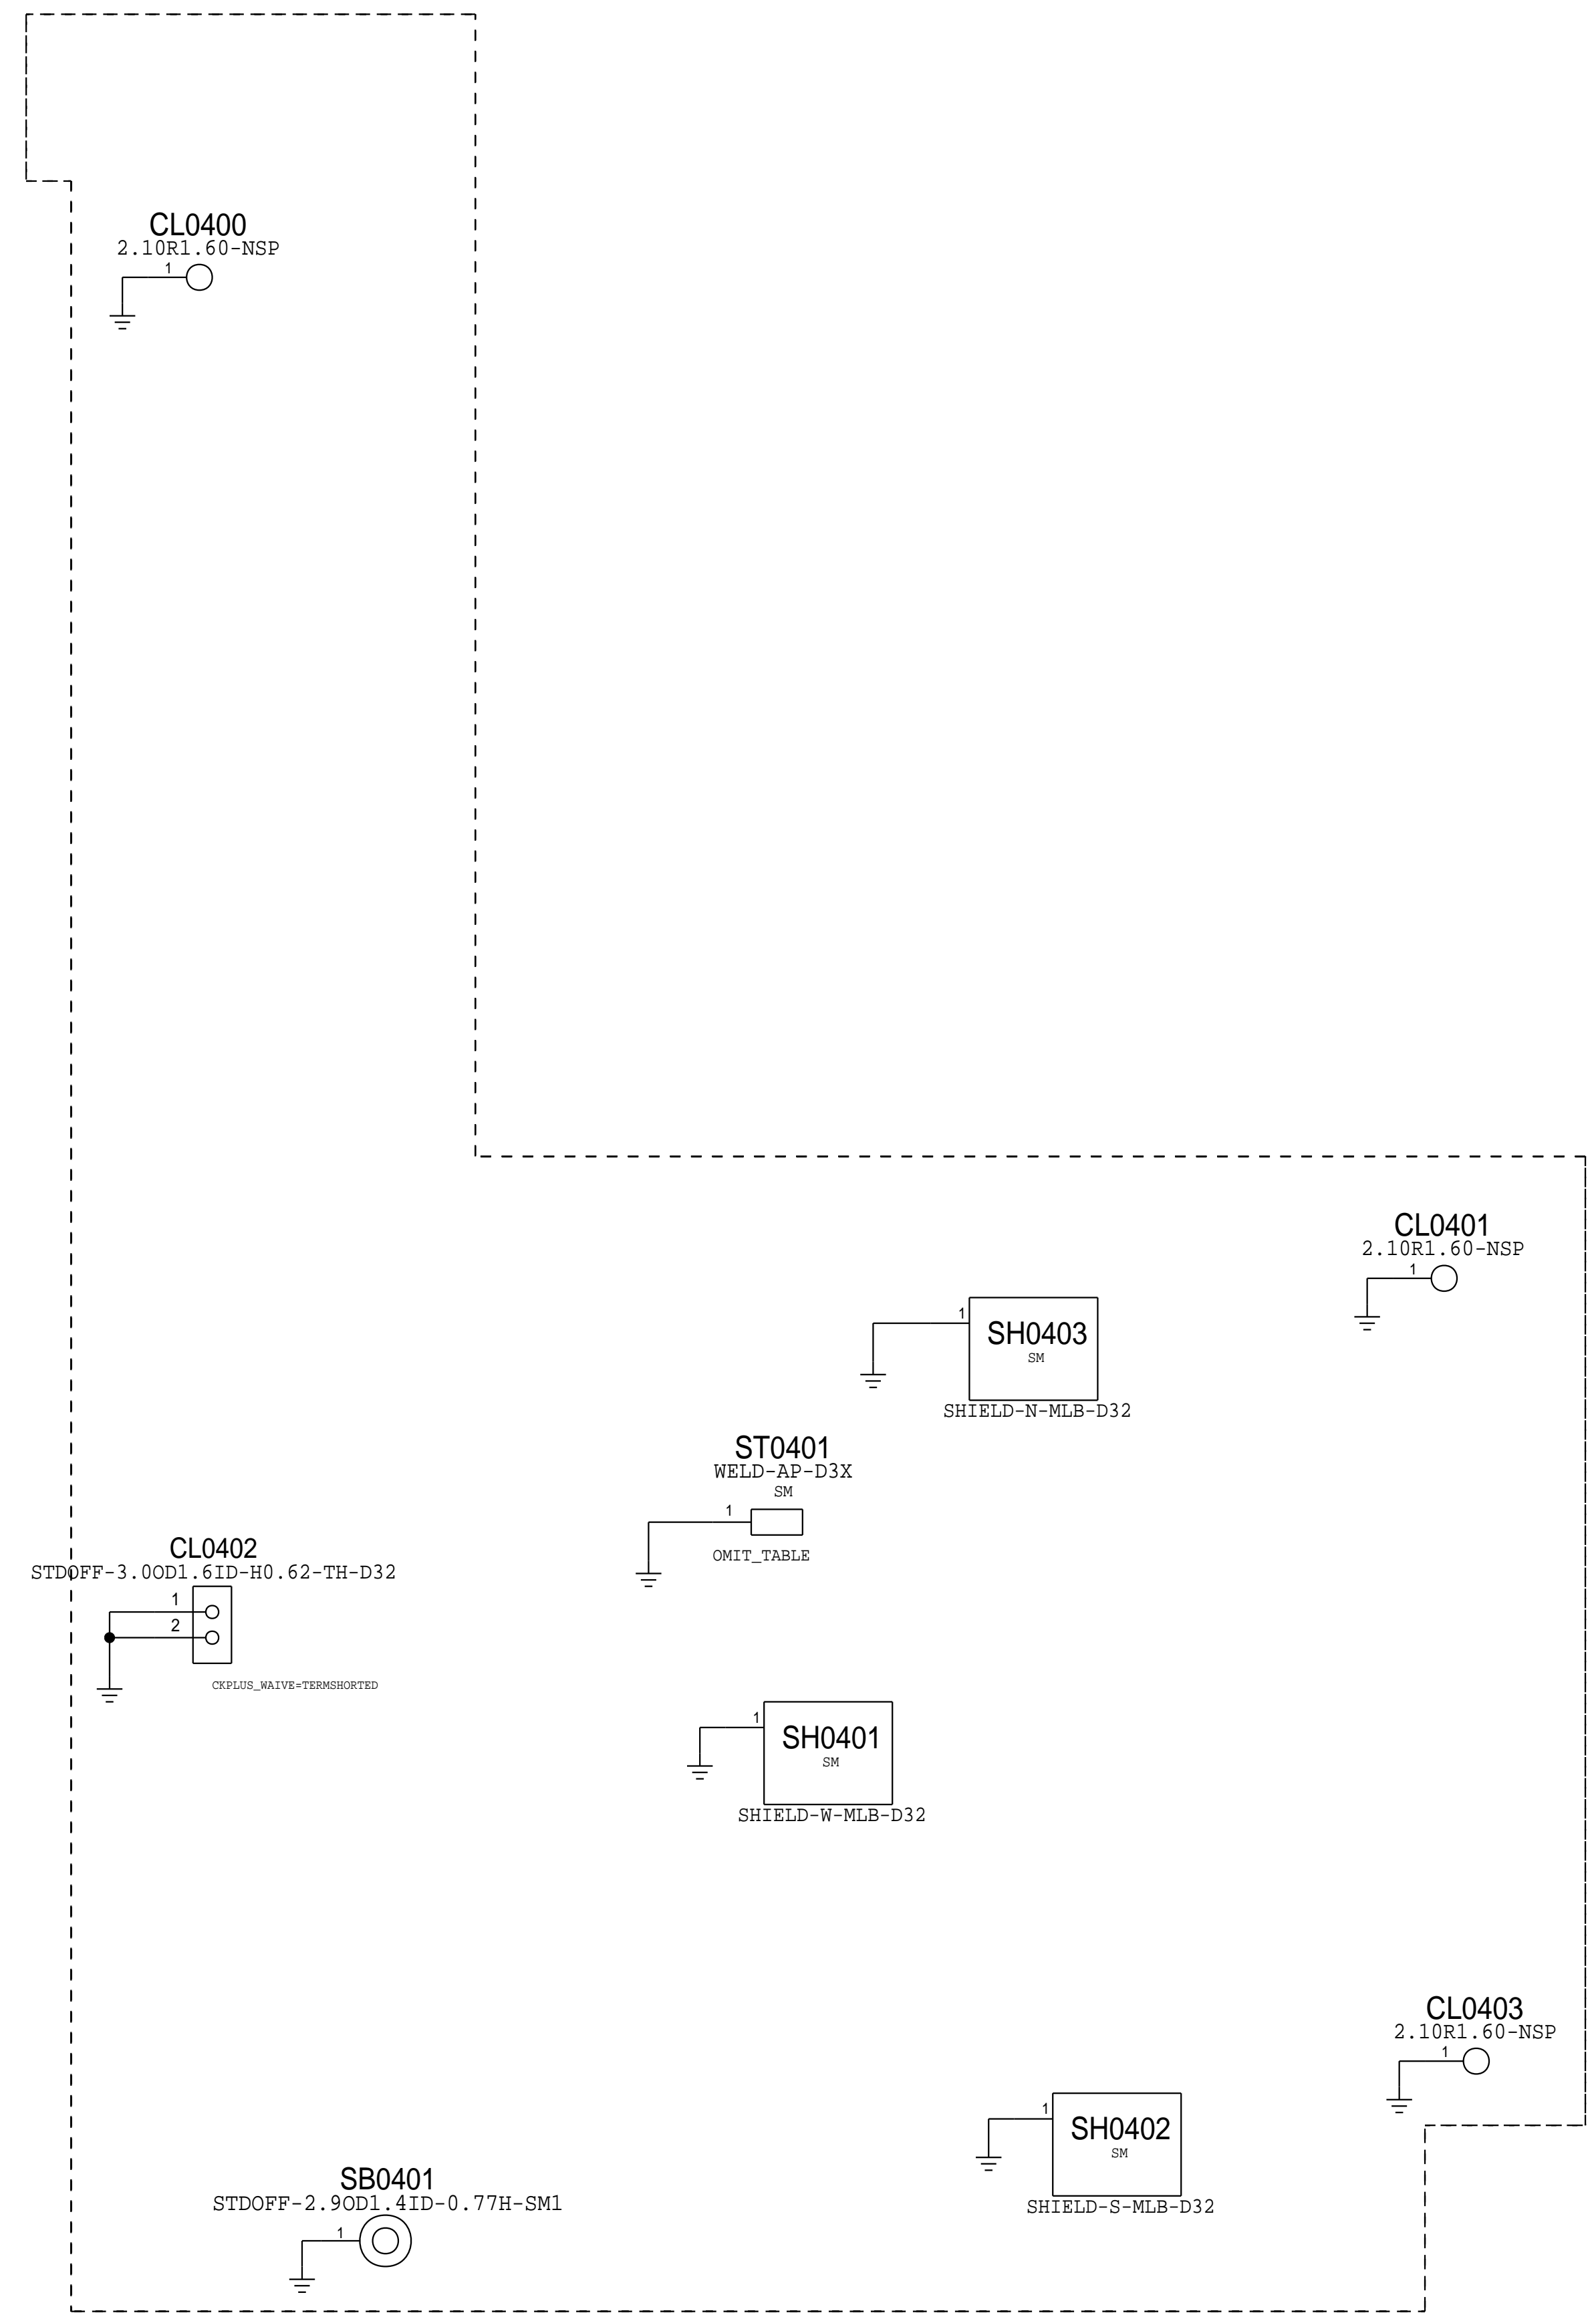 CL0400
2.10R1.60-NSP
1
CL0401
2.10R1.60-NSP
1
1
SH0403
SM
SHIELD-N-MLB-D32
ST0401
WELD-AP-D3X
SM
1
OMIT_TABLE
CL0402
STDOFF-3.0OD1.6ID-H0.62-TH-D32
1
2
CKPLUS_WAIVE=TERMSHORTED
1
SH0401
SM
SHIELD-W-MLB-D32
CL0403
2.10R1.60-NSP
1
1
SH0402
SM
SHIELD-S-MLB-D32
SB0401
STDOFF-2.9OD1.4ID-0.77H-SM1
1